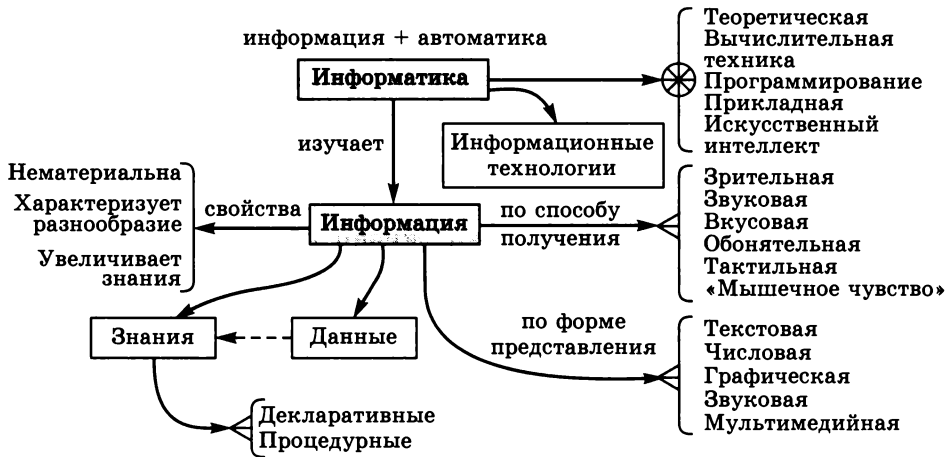 информация + автоматика
Информатика
Теоретическая
Вычислительная
техника
Программирование
Прикладная
Искусственный
интеллект
изучает
Информационные
технологии
Нематериальна
Характеризует
разнообразие
Увеличивает
знания
свойства
Информация
по способу
получения
Зрительная
Звуковая
Вкусовая
Обонятельная
Тактильная
«Мышечное чувство»
Знания
Данные
по форме
представления
Текстовая
Числовая
Графическая
Звуковая
Мультимедийная
Декларативные
Процедурные